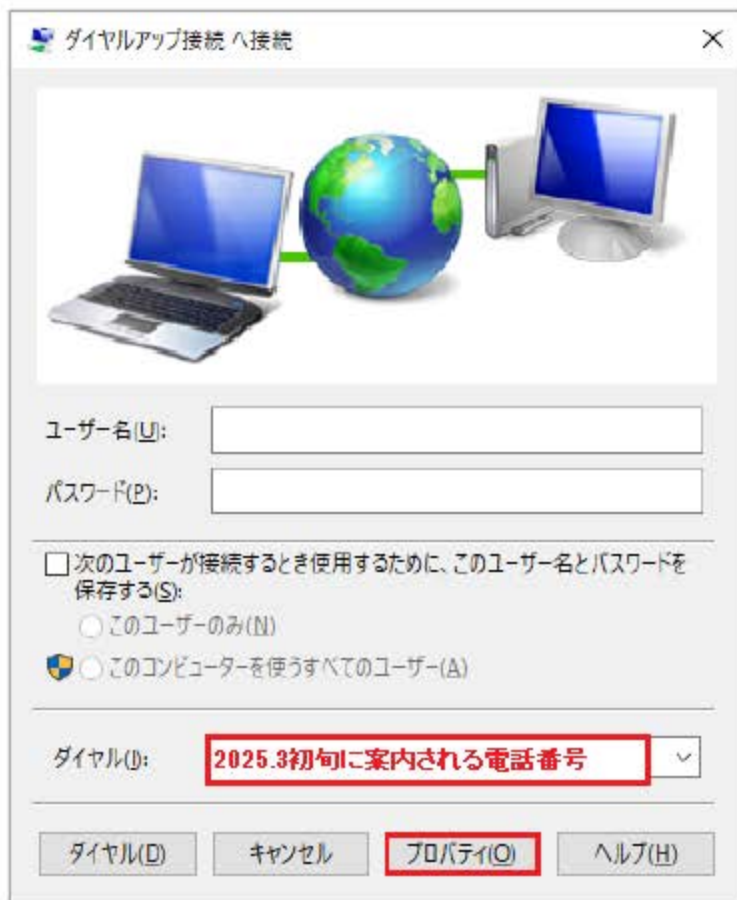 ダイヤルアップ接続 へ接続
ユーザー名(U):
パスワード(P):
次のユーザーが接続するとき使用するために、このユーザー名とパスワードを
保存する(S):
このユーザーのみ(N)
このコンピューターを使うすべてのユーザー(A)
ダイヤル(I):
2025.3初旬に案内される電話番号
ダイヤル(D)
キャンセル
プロパティ(O)
ヘルプ(H)